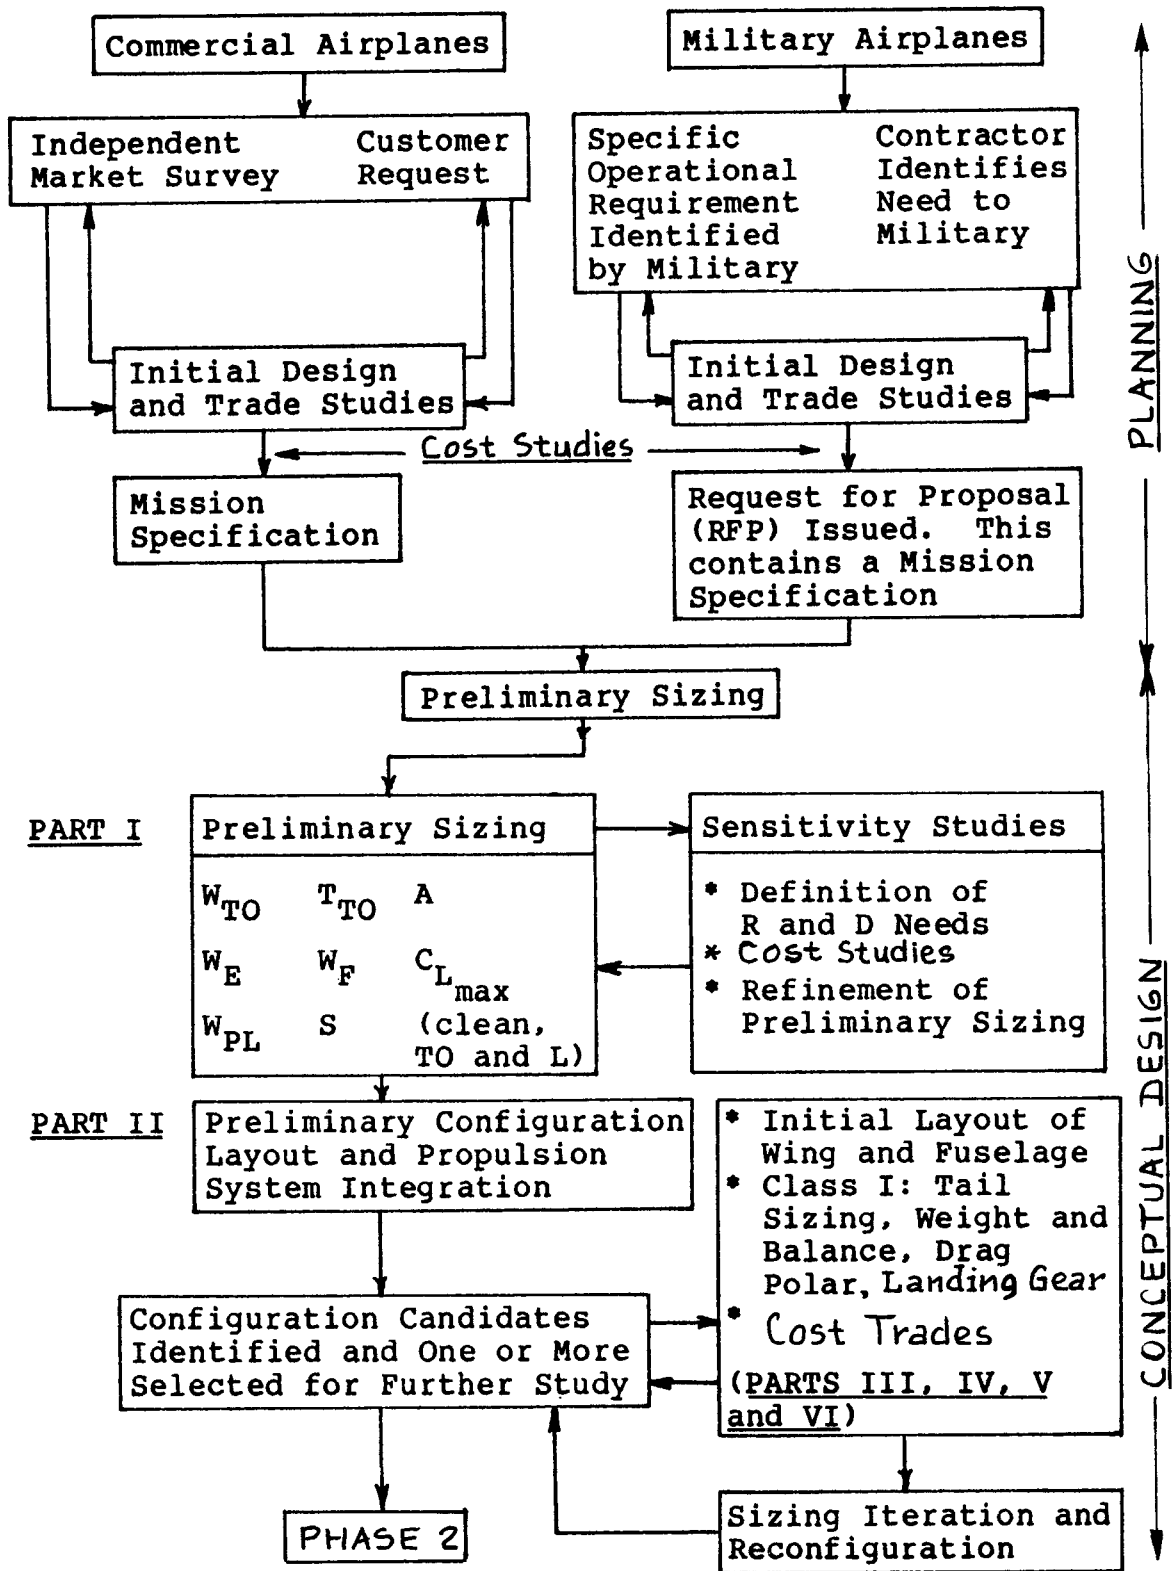 Commercial Airplanes
Military Airplanes
Independent
Market Survey
Customer
Request
Specific
Operational
Requirement
Identified
by Military
Contractor
Identifies
Need to
Military
Initial Design
and Trade Studies
Initial Design
and Trade Studies
Cost Studies
Mission
Specification
Request for Proposal
(RFP) Issued. This
contains a Mission
Specification
PLANNING
Preliminary Sizing
PART I
Preliminary Sizing
W_TO T_TO A
W_E W_F C_L_max
W_PL S (clean,
TO and L)
Sensitivity Studies
* Definition of
R and D Needs
* Cost Studies
* Refinement of
Preliminary Sizing
PART II
Preliminary Configuration
Layout and Propulsion
System Integration
* Initial Layout of
Wing and Fuselage
* Class I: Tail
Sizing, Weight and
Balance, Drag
Polar, Landing Gear
* Cost Trades
(PARTS III, IV, V
and VI)
Configuration Candidates
Identified and One or More
Selected for Further Study
PHASE 2
Sizing Iteration and
Reconfiguration
CONCEPTUAL DESIGN